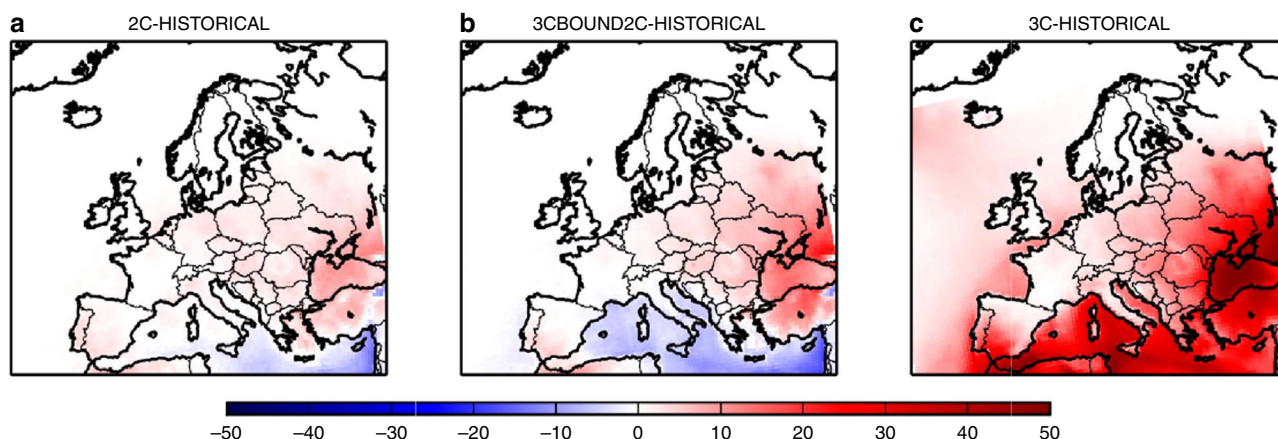 a 2C-HISTORICAL
b 3CBOUND2C-HISTORICAL
c 3C-HISTORICAL
–50 –40 –30 –20 –10 0 10 20 30 40 50